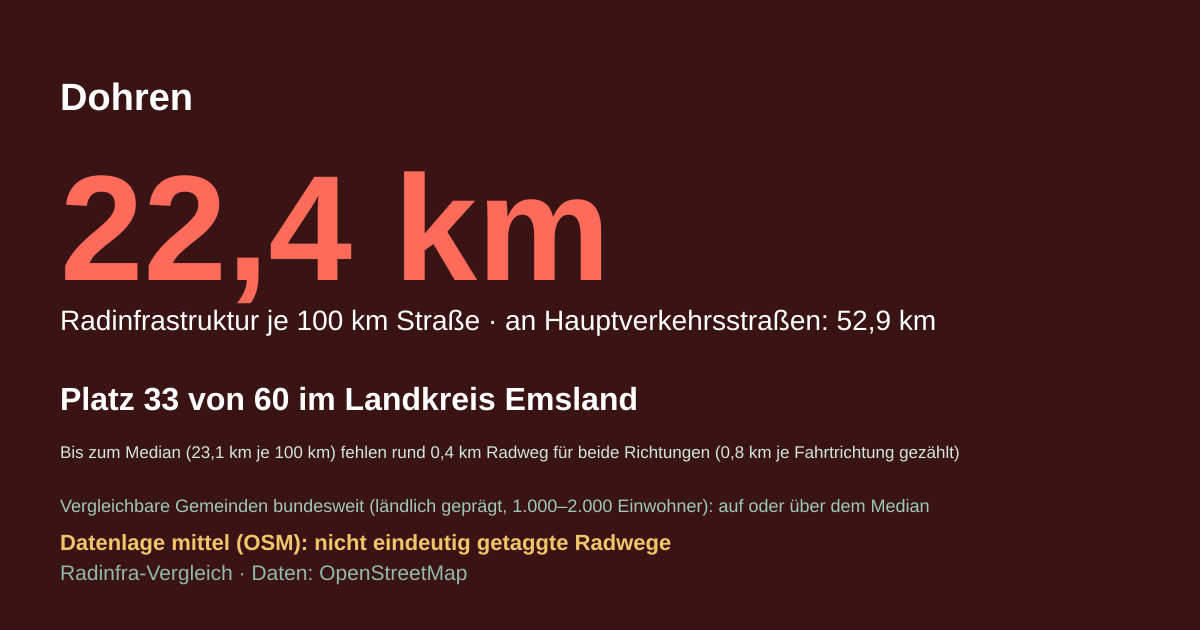 Dohren
22,4 km
Radinfrastruktur je 100 km Straße · an Hauptverkehrsstraßen: 52,9 km
Platz 33 von 60 im Landkreis Emsland
Bis zum Median (23,1 km je 100 km) fehlen rund 0,4 km Radweg für beide Richtungen (0,8 km je Fahrtrichtung gezählt)
Vergleichbare Gemeinden bundesweit (ländlich geprägt, 1.000–2.000 Einwohner): auf oder über dem Median
Datenlage mittel (OSM): nicht eindeutig getaggte Radwege
Radinfra-Vergleich · Daten: OpenStreetMap